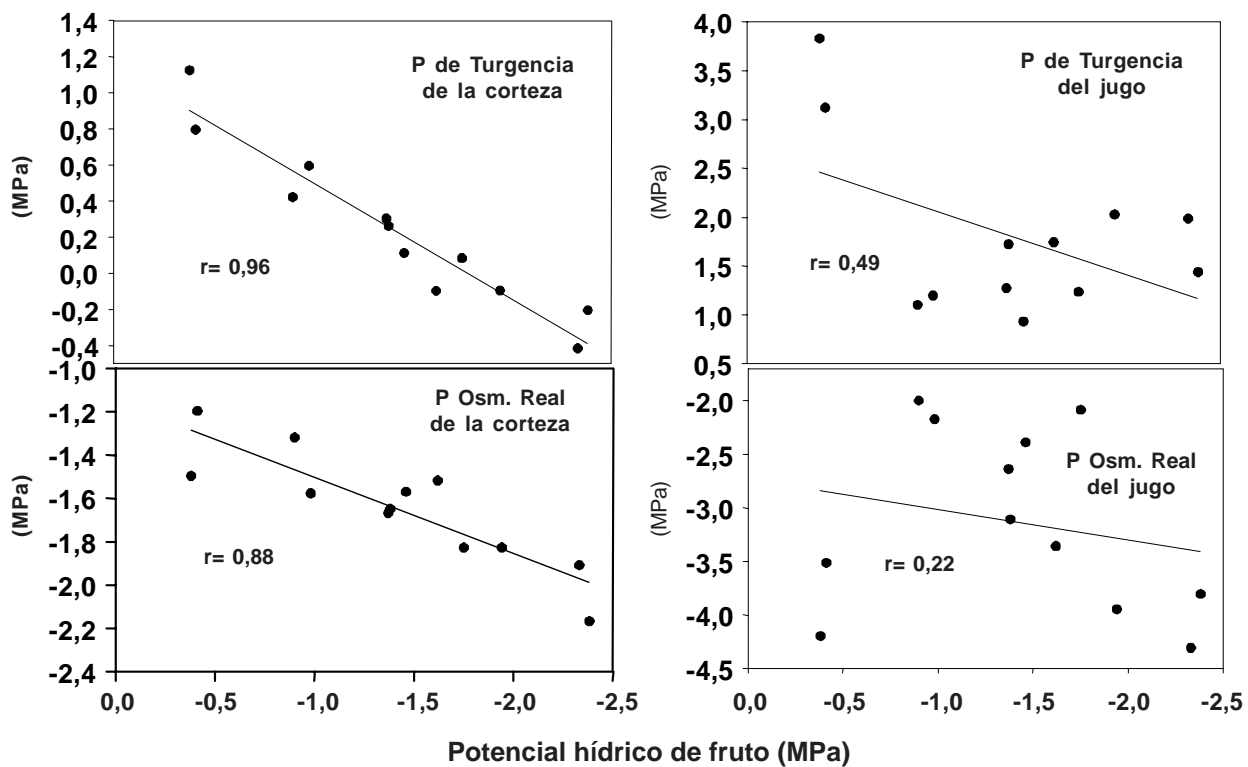 1,4
1,2
1,0
0,8
0,6
0,4
0,2
0,0
-0,2
-0,4
(MPa)
P de Turgencia
de la corteza
r= 0,96
4,0
3,5
3,0
2,5
2,0
1,5
1,0
0,5
(MPa)
P de Turgencia
del jugo
r= 0,49
-1,0
-1,2
-1,4
-1,6
-1,8
-2,0
-2,2
-2,4
(MPa)
P Osm. Real
de la corteza
r= 0,88
0,0 -0,5 -1,0 -1,5 -2,0 -2,5
-1,5
-2,0
-2,5
-3,0
-3,5
-4,0
-4,5
(MPa)
P Osm. Real
del jugo
r= 0,22
0,0 -0,5 -1,0 -1,5 -2,0 -2,5
Potencial hídrico de fruto (MPa)